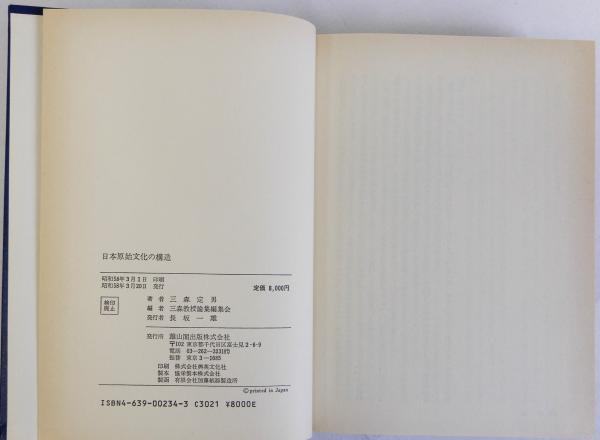 日本原始文化の構造
昭和58年3月1日 印刷
昭和58年3月20日 発行
定価 8,000円
検印廃止
著者 三森定男
編者 三森教授論集編集会
発行者 長坂一雄
発行所 雄山閣出版株式会社
〒102 東京都千代田区富士見2-6-9
電話 03-262-3231㈹
振替 東京3-1685
印刷 株式会社興英文化社
製本 協栄製本株式会社
製函 有限会社加藤紙器製造所
©printed in Japan
ISBN4-639-00234-3 C3021 ¥8000E